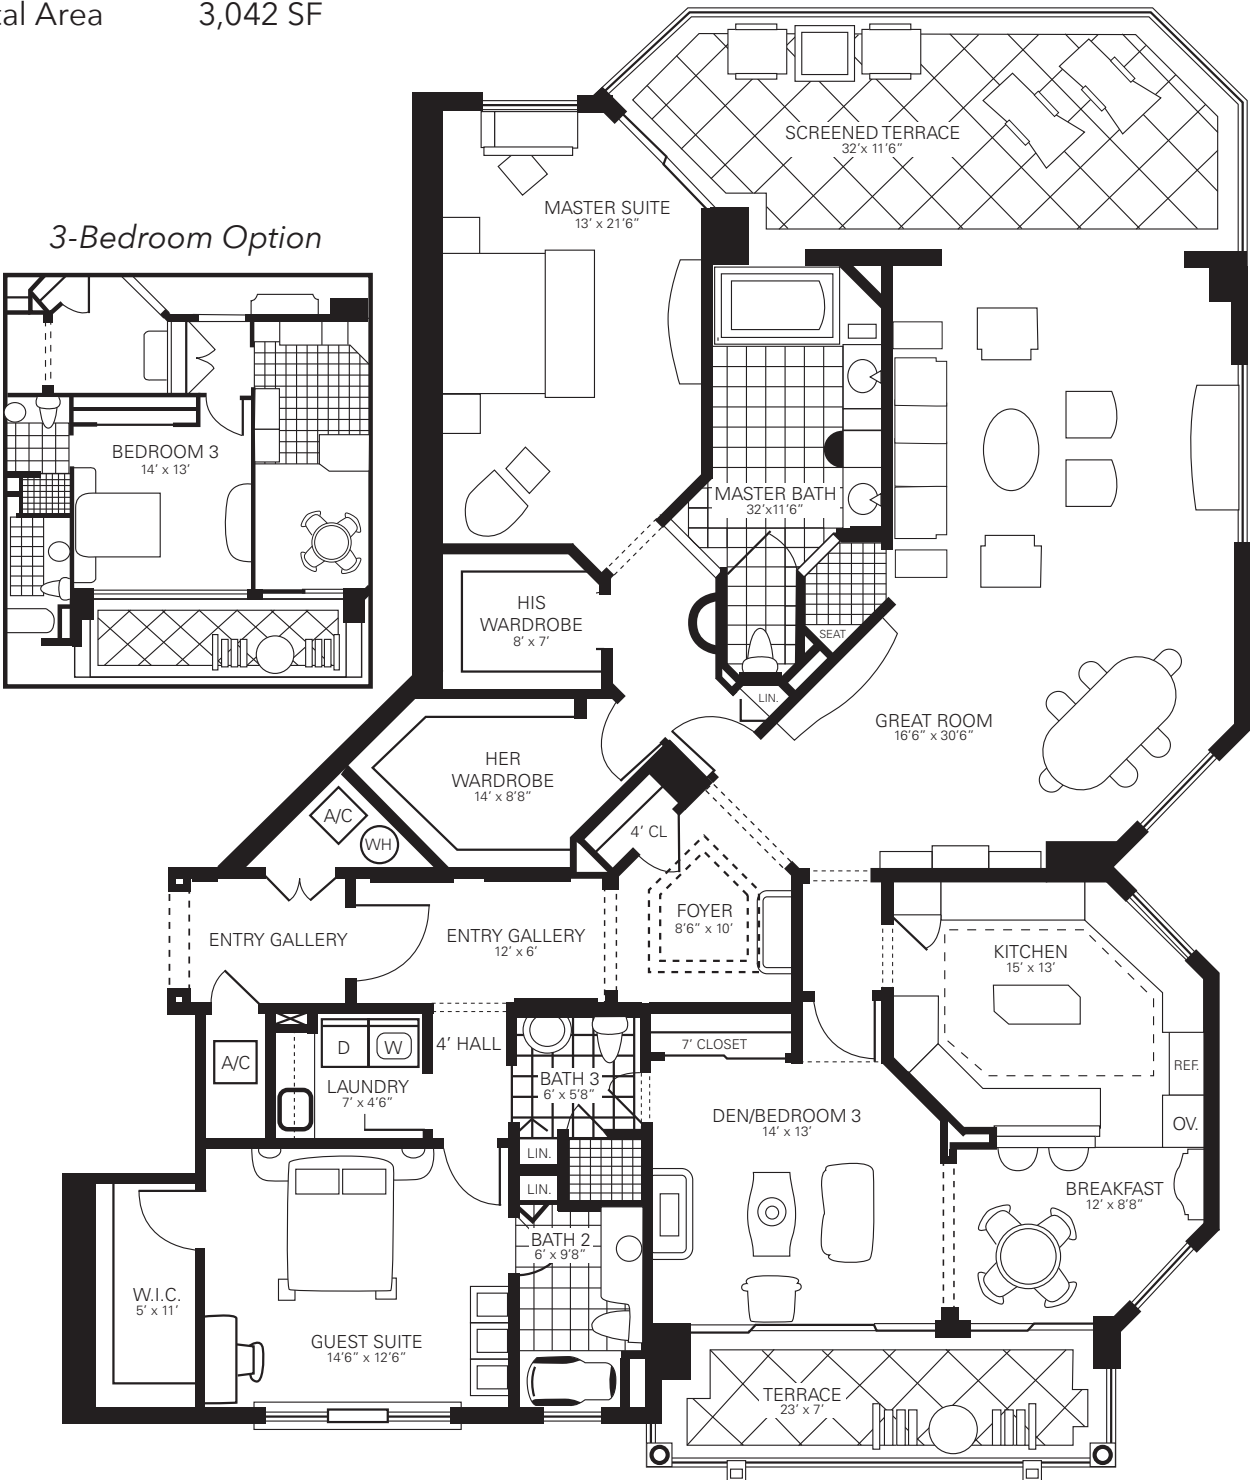 tal Area 3,042 SF
SCREENED TERRACE
32' x 11'6"
MASTER SUITE
13' x 21'6"
3-Bedroom Option
BEDROOM 3
14' x 13'
MASTER BATH
32'x11'6"
HIS
WARDROBE
8' x 7'
SEAT
LIN.
GREAT ROOM
16'6" x 30'6"
HER
WARDROBE
14' x 8'8"
A/C
WH
4' CL
FOYER
8'6" x 10'
ENTRY GALLERY
ENTRY GALLERY
12' x 6'
KITCHEN
15' x 13'
A/C
D
W
4' HALL
7' CLOSET
LAUNDRY
7' x 4'6"
BATH 3
6' x 5'8"
REF.
OV.
DEN/BEDROOM 3
14' x 13'
LIN.
LIN.
BREAKFAST
12' x 8'8"
BATH 2
6' x 9'8"
W.I.C.
5' x 11'
GUEST SUITE
14'6" x 12'6"
TERRACE
23' x 7'